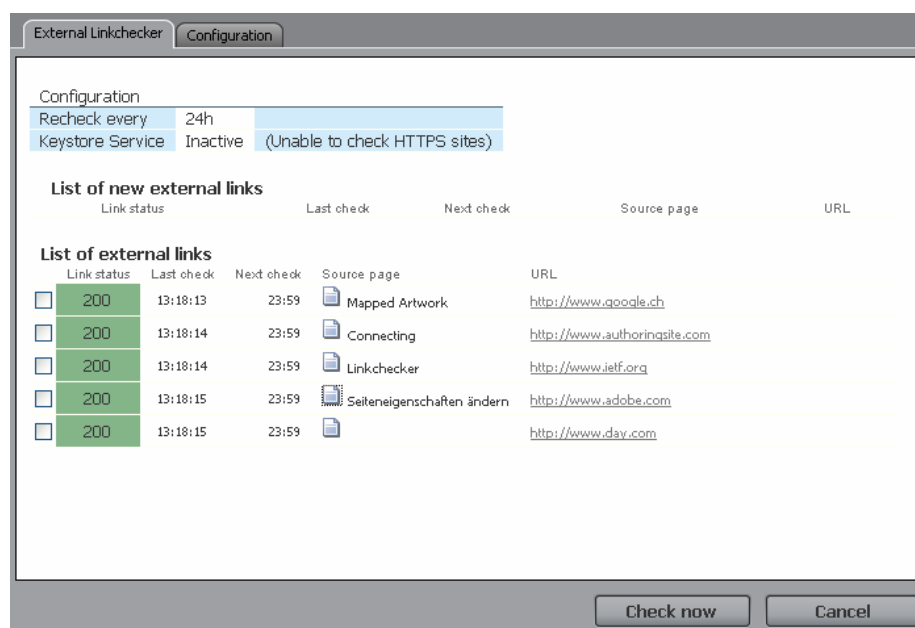 External Linkchecker Configuration
Configuration
Recheck every 24h
Keystore Service Inactive (Unable to check HTTPS sites)
List of new external links
Link status Last check Next check Source page URL
List of external links
Link status Last check Next check Source page URL
200 13:18:13 23:59 Mapped Artwork http://www.google.ch
200 13:18:14 23:59 Connecting http://www.authoringsite.com
200 13:18:14 23:59 Linkchecker http://www.ietf.org
200 13:18:15 23:59 Seiteneigenschaften ändern http://www.adobe.com
200 13:18:15 23:59 http://www.day.com
Check now Cancel